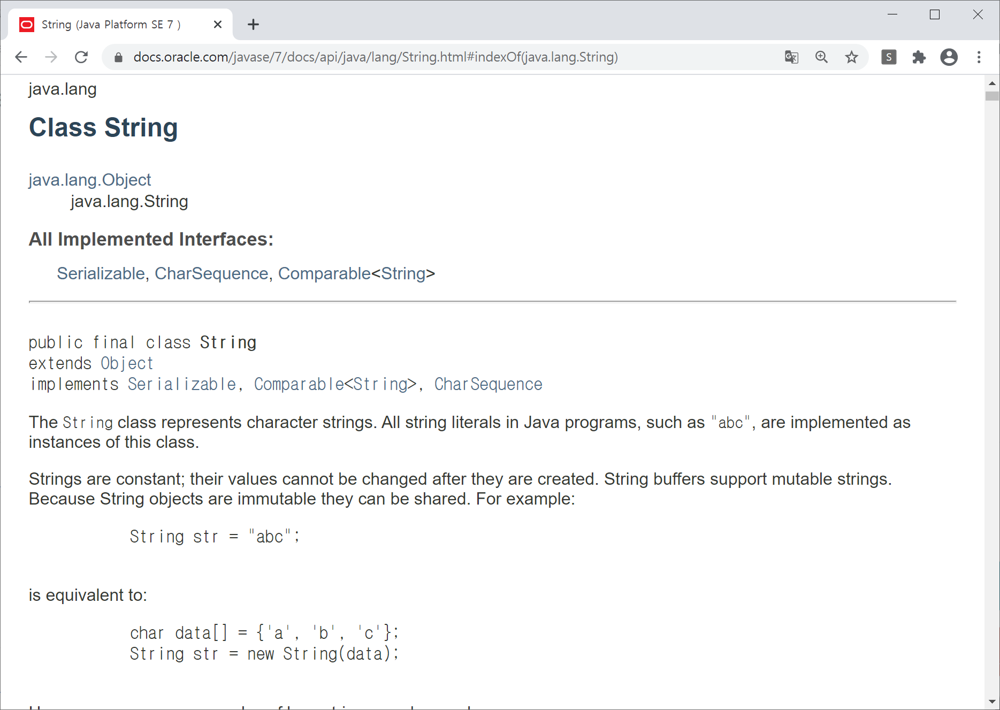 String (Java Platform SE 7 )
docs.oracle.com/javase/7/docs/api/java/lang/String.html#indexOf(java.lang.String)
S
java.lang
Class String
java.lang.Object
java.lang.String
All Implemented Interfaces:
Serializable, CharSequence, Comparable<String>
public final class String
extends Object
implements Serializable, Comparable<String>, CharSequence
The String class represents character strings. All string literals in Java programs, such as "abc", are implemented as
instances of this class.
Strings are constant; their values cannot be changed after they are created. String buffers support mutable strings.
Because String objects are immutable they can be shared. For example:
String str = "abc";
is equivalent to:
char data[] = {'a', 'b', 'c'};
String str = new String(data);